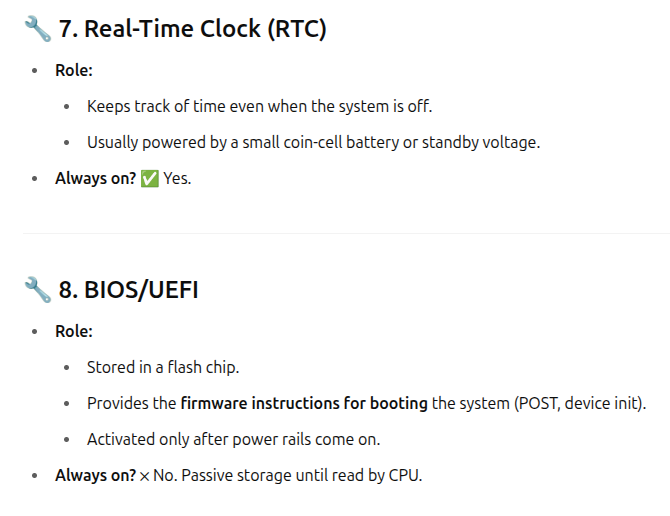 🔧 7. Real-Time Clock (RTC)
• Role:
• Keeps track of time even when the system is off.
• Usually powered by a small coin-cell battery or standby voltage.
• Always on? ✅ Yes.
🔧 8. BIOS/UEFI
• Role:
• Stored in a flash chip.
• Provides the firmware instructions for booting the system (POST, device init).
• Activated only after power rails come on.
• Always on? × No. Passive storage until read by CPU.